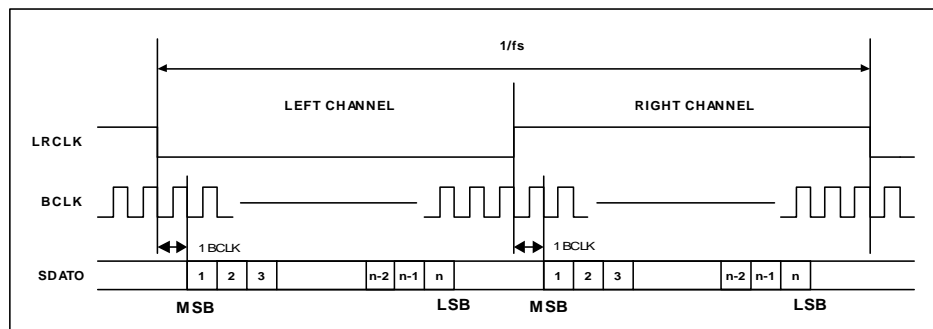 1/fs
LEFT CHANNEL
RIGHT CHANNEL
LRCLK
BCLK
1 BCLK
1 BCLK
SDATO
1 2 3 n-2 n-1 n 1 2 3 n-2 n-1 n
MSB LSB MSB LSB